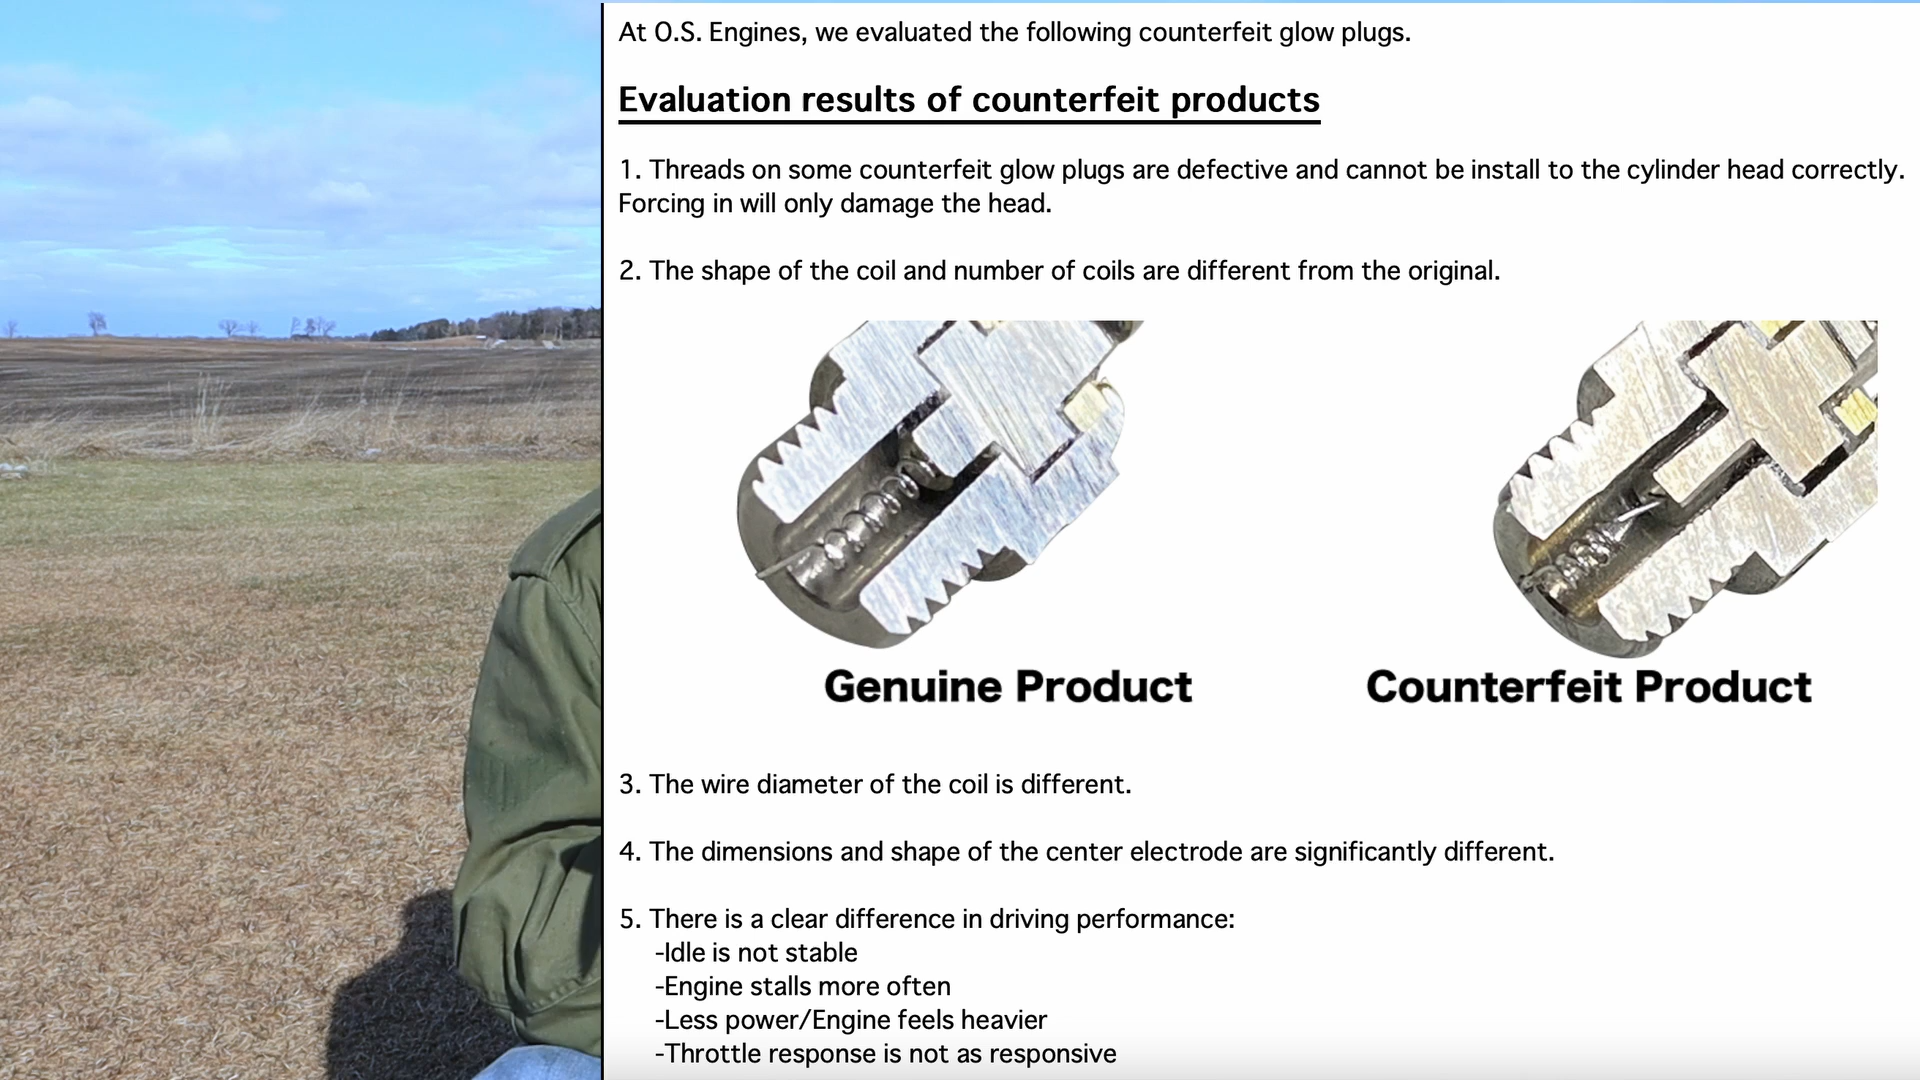 At O.S. Engines, we evaluated the following counterfeit glow plugs.
Evaluation results of counterfeit products
1. Threads on some counterfeit glow plugs are defective and cannot be install to the cylinder head correctly.
Forcing in will only damage the head.
2. The shape of the coil and number of coils are different from the original.
Genuine Product
Counterfeit Product
3. The wire diameter of the coil is different.
4. The dimensions and shape of the center electrode are significantly different.
5. There is a clear difference in driving performance:
-Idle is not stable
-Engine stalls more often
-Less power/Engine feels heavier
-Throttle response is not as responsive